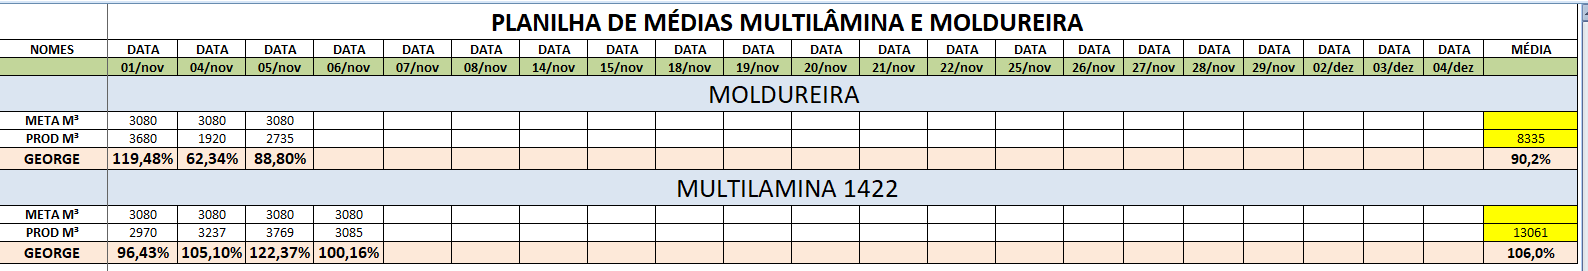 PLANILHA DE MÉDIAS MULTILÂMINA E MOLDUREIRA
NOMES DATA DATA DATA DATA DATA DATA DATA DATA DATA DATA DATA DATA DATA DATA DATA DATA DATA DATA DATA DATA DATA MÉDIA
01/nov 04/nov 05/nov 06/nov 07/nov 08/nov 14/nov 15/nov 18/nov 19/nov 20/nov 21/nov 22/nov 25/nov 26/nov 27/nov 28/nov 29/nov 02/dez 03/dez 04/dez
MOLDUREIRA
META M³ 3080 3080 3080
PROD M³ 3680 1920 2735 8335
GEORGE 119,48% 62,34% 88,80% 90,2%
MULTILAMINA 1422
META M³ 3080 3080 3080 3080
PROD M³ 2970 3237 3769 3085 13061
GEORGE 96,43% 105,10% 122,37% 100,16% 106,0%